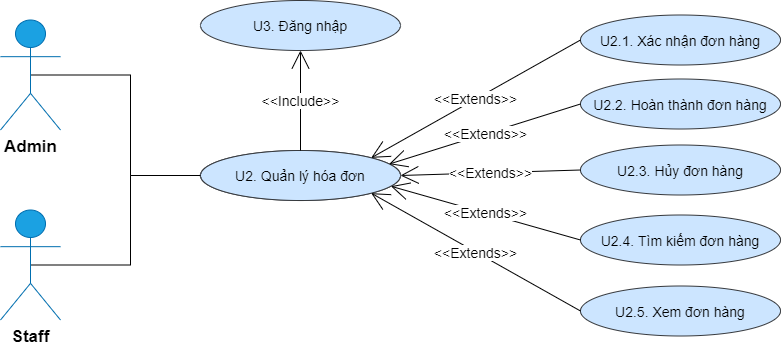 U3. Đăng nhập
<<Include>>
Admin
Staff
U2. Quản lý hóa đơn
<<Extends>>
U2.1. Xác nhận đơn hàng
<<Extends>>
U2.2. Hoàn thành đơn hàng
<<Extends>>
U2.3. Hủy đơn hàng
<<Extends>>
U2.4. Tìm kiếm đơn hàng
<<Extends>>
U2.5. Xem đơn hàng